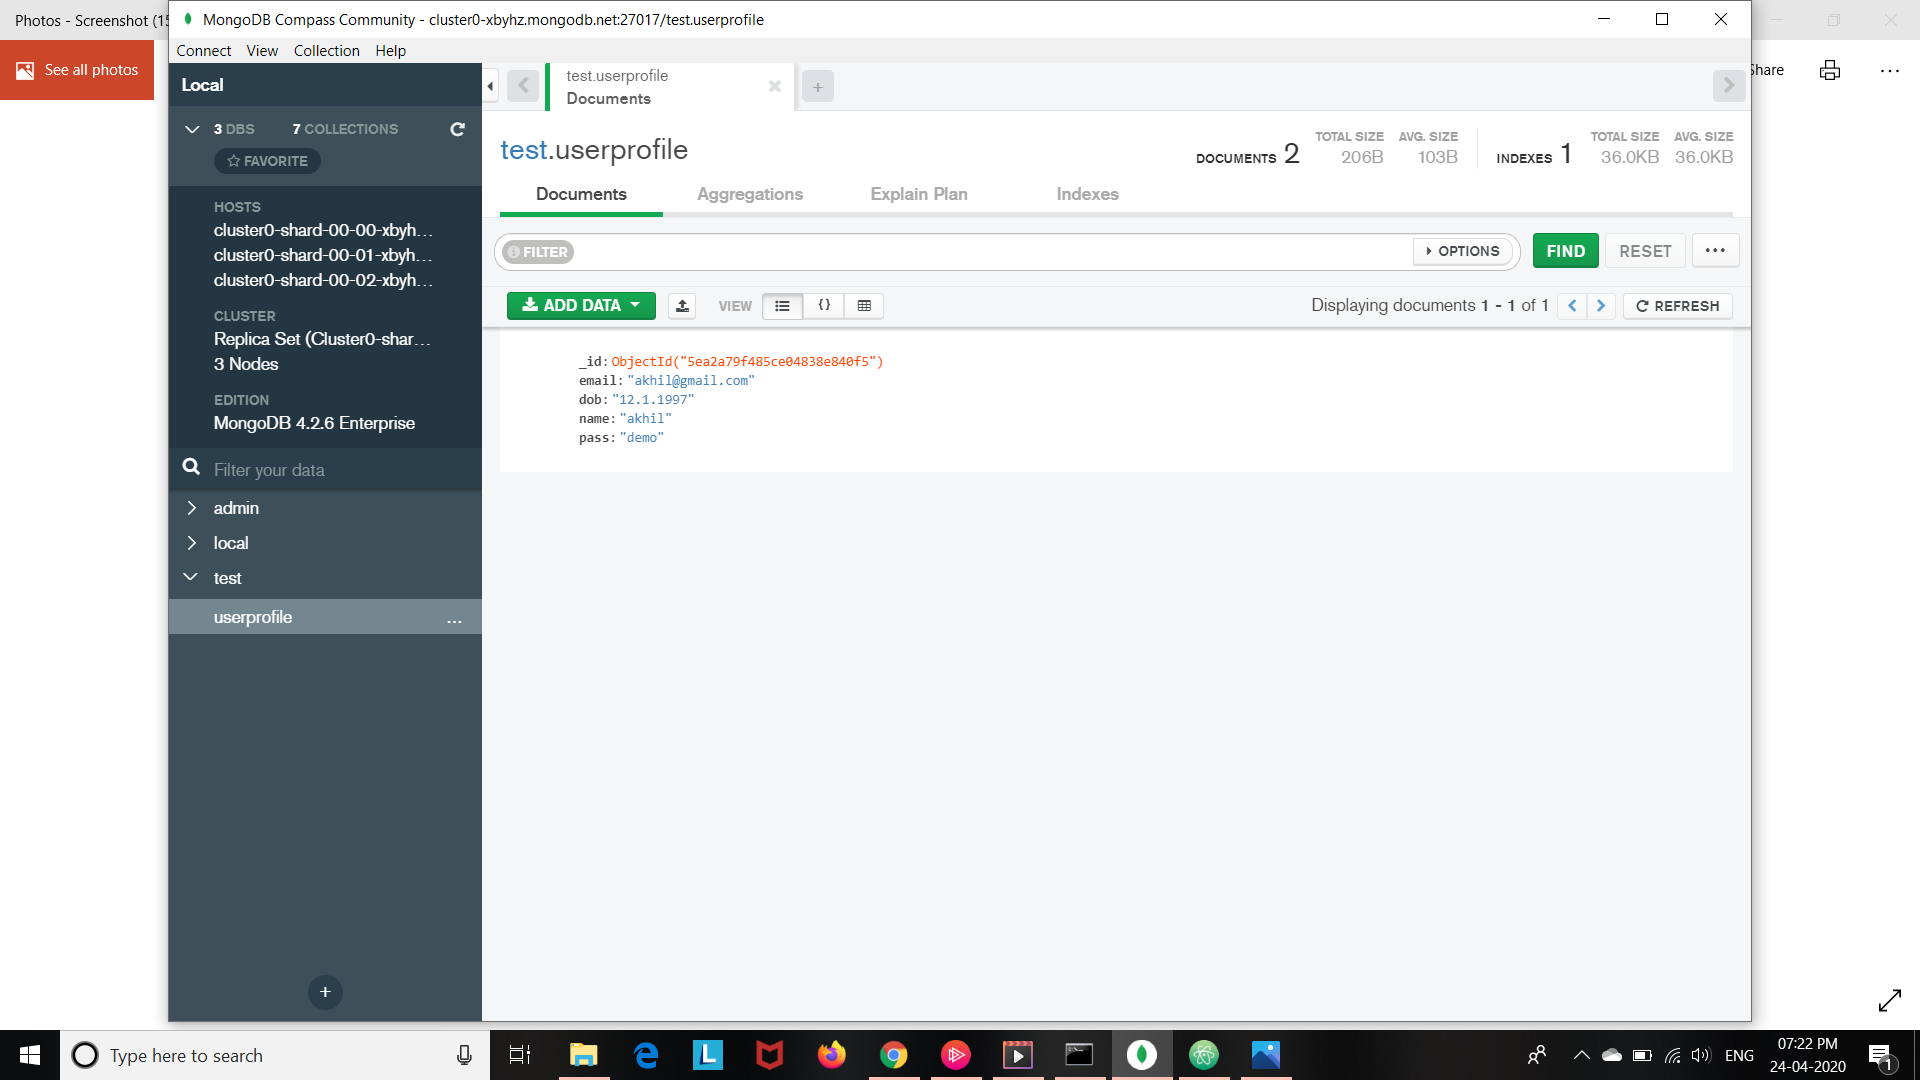 Photos - Screenshot (15
See all photos
Share
MongoDB Compass Community - cluster0-xbyhz.mongodb.net:27017/test.userprofile
Connect View Collection Help
Local
3 DBS 7 COLLECTIONS
FAVORITE
HOSTS
cluster0-shard-00-00-xbyh...
cluster0-shard-00-01-xbyh...
cluster0-shard-00-02-xbyh...
CLUSTER
Replica Set (Cluster0-shar...
3 Nodes
EDITION
MongoDB 4.2.6 Enterprise
Filter your data
admin
local
test
userprofile ...
+
test.userprofile
Documents
+
test.userprofile
DOCUMENTS 2 TOTAL SIZE 206B AVG. SIZE 103B INDEXES 1 TOTAL SIZE 36.0KB AVG. SIZE 36.0KB
Documents Aggregations Explain Plan Indexes
FILTER OPTIONS FIND RESET ...
ADD DATA VIEW {} Displaying documents 1 - 1 of 1 REFRESH
_id: ObjectId("5ea2a79f485ce04838e840f5")
email: "akhil@gmail.com"
dob: "12.1.1997"
name: "akhil"
pass: "demo"
Type here to search
L
ENG
07:22 PM
24-04-2020
1